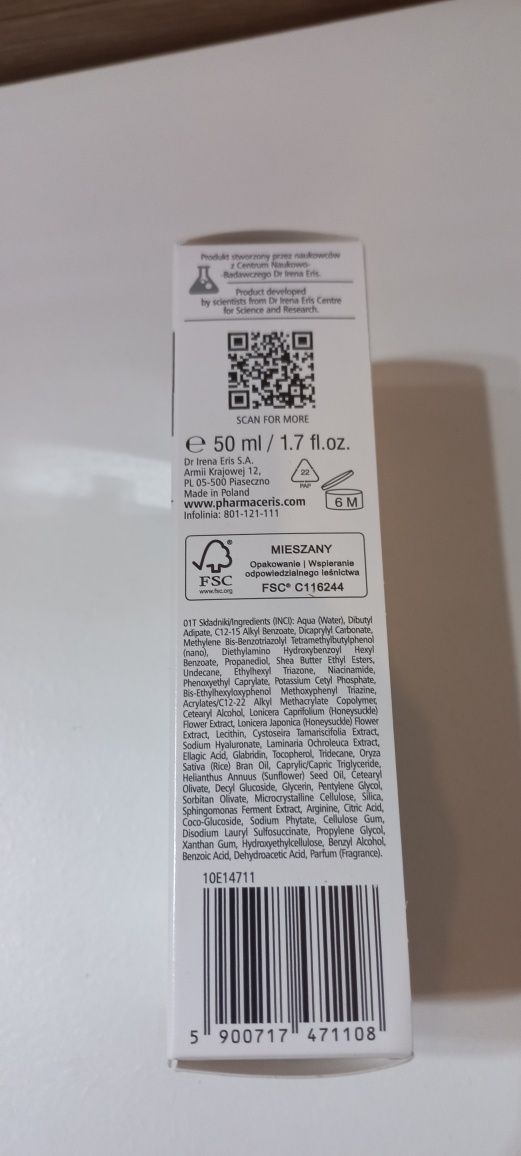 Produkt stworzony przez naukowców
z Centrum Naukowo-
-Badawczego Dr Irena Eris.
Product developed
by scientists from Dr Irena Eris Centre
for Science and Research.
SCAN FOR MORE
℮ 50 ml / 1.7 fl.oz.
Dr Irena Eris S.A.
Armii Krajowej 12,
PL 05-500 Piaseczno
Made in Poland
www.pharmaceris.com
Infolinia: 801-121-111
22
PAP
6 M
®
FSC
www.fsc.org
MIESZANY
Opakowanie | Wspieranie
odpowiedzialnego leśnictwa
FSC® C116244
01T Składniki/Ingredients (INCI): Aqua (Water), Dibutyl
Adipate, C12-15 Alkyl Benzoate, Dicaprylyl Carbonate,
Methylene Bis-Benzotriazolyl Tetramethylbutylphenol
(nano), Diethylamino Hydroxybenzoyl Hexyl
Benzoate, Propanediol, Shea Butter Ethyl Esters,
Undecane, Ethylhexyl Triazone, Niacinamide,
Phenoxyethyl Caprylate, Potassium Cetyl Phosphate,
Bis-Ethylhexyloxyphenol Methoxyphenyl Triazine,
Acrylates/C12-22 Alkyl Methacrylate Copolymer,
Cetearyl Alcohol, Lonicera Caprifolium (Honeysuckle)
Flower Extract, Lonicera Japonica (Honeysuckle) Flower
Extract, Lecithin, Cystoseira Tamariscifolia Extract,
Sodium Hyaluronate, Laminaria Ochroleuca Extract,
Ellagic Acid, Glabridin, Tocopherol, Tridecane, Oryza
Sativa (Rice) Bran Oil, Caprylic/Capric Triglyceride,
Helianthus Annuus (Sunflower) Seed Oil, Cetearyl
Olivate, Decyl Glucoside, Glycerin, Pentylene Glycol,
Sorbitan Olivate, Microcrystalline Cellulose, Silica,
Sphingomonas Ferment Extract, Arginine, Citric Acid,
Coco-Glucoside, Sodium Phytate, Cellulose Gum,
Disodium Lauryl Sulfosuccinate, Propylene Glycol,
Xanthan Gum, Hydroxyethylcellulose, Benzyl Alcohol,
Benzoic Acid, Dehydroacetic Acid, Parfum (Fragrance).
10E14711
5 900717 471108